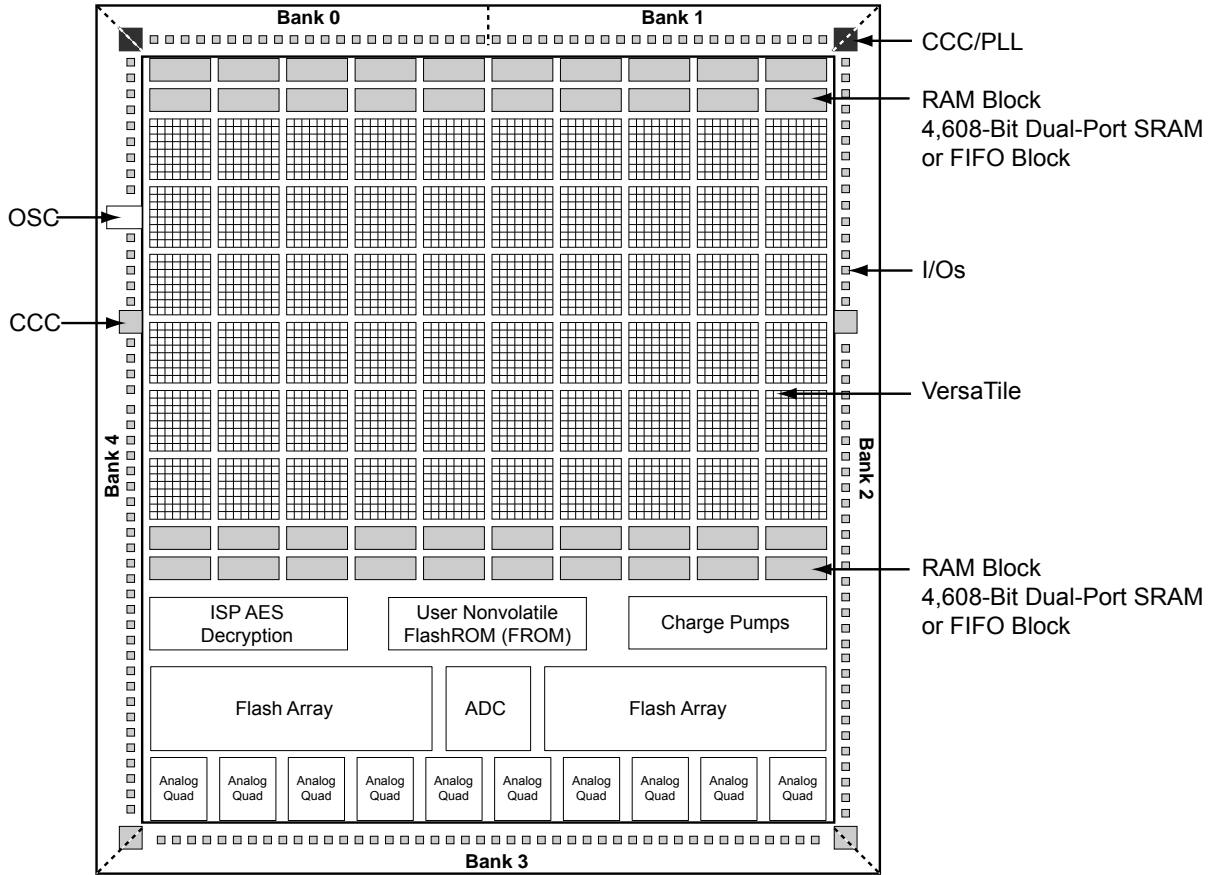 Bank 0
Bank 1
CCC/PLL
RAM Block
4,608-Bit Dual-Port SRAM
or FIFO Block
OSC
I/Os
CCC
VersaTile
Bank 4
Bank 2
RAM Block
4,608-Bit Dual-Port SRAM
or FIFO Block
ISP AES
Decryption
User Nonvolatile
FlashROM (FROM)
Charge Pumps
Flash Array
ADC
Flash Array
Analog
Quad
Analog
Quad
Analog
Quad
Analog
Quad
Analog
Quad
Analog
Quad
Analog
Quad
Analog
Quad
Analog
Quad
Analog
Quad
Bank 3